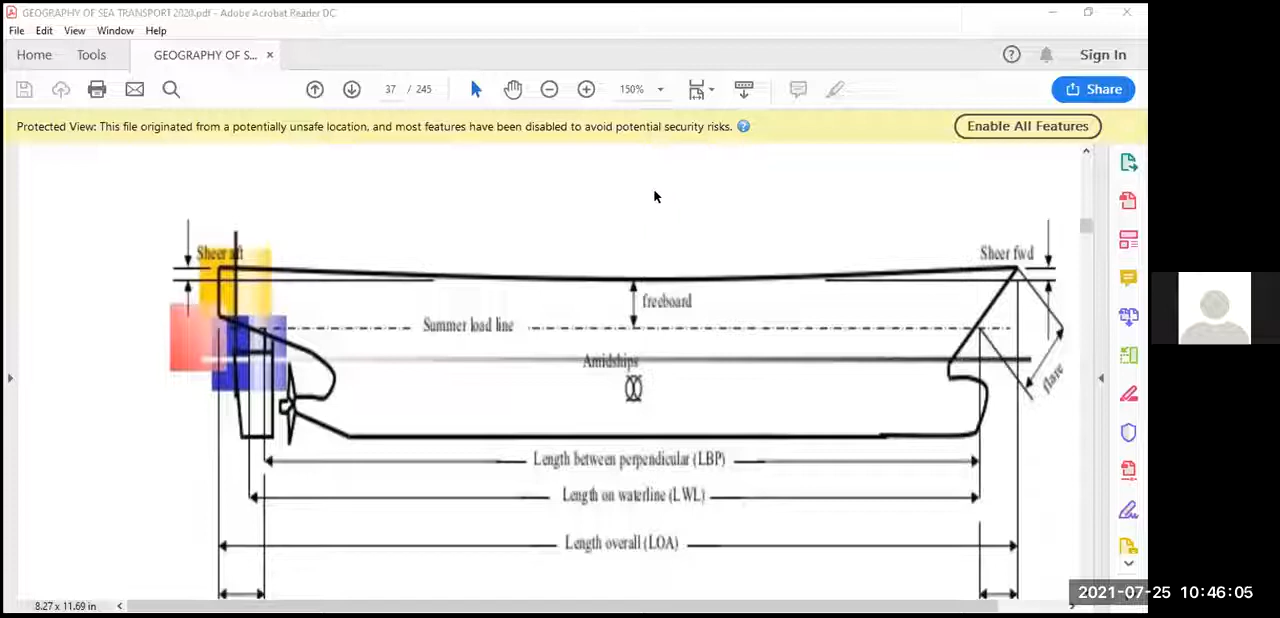 GEOGRAPHY OF SEA TRANSPORT 2020.pdf - Adobe Acrobat Reader DC
File Edit View Window Help
Home Tools GEOGRAPHY OF S... ×
Sign In
37 / 245 150%
Share
Protected View: This file originated from a potentially unsafe location, and most features have been disabled to avoid potential security risks.
Enable All Features
Sheer aft
Sheer fwd
freeboard
Summer load line
Amidships
flare
Length between perpendicular (LBP)
Length on waterline (LWL)
Length overall (LOA)
8.27 x 11.69 in
2021-07-25 10:46:05